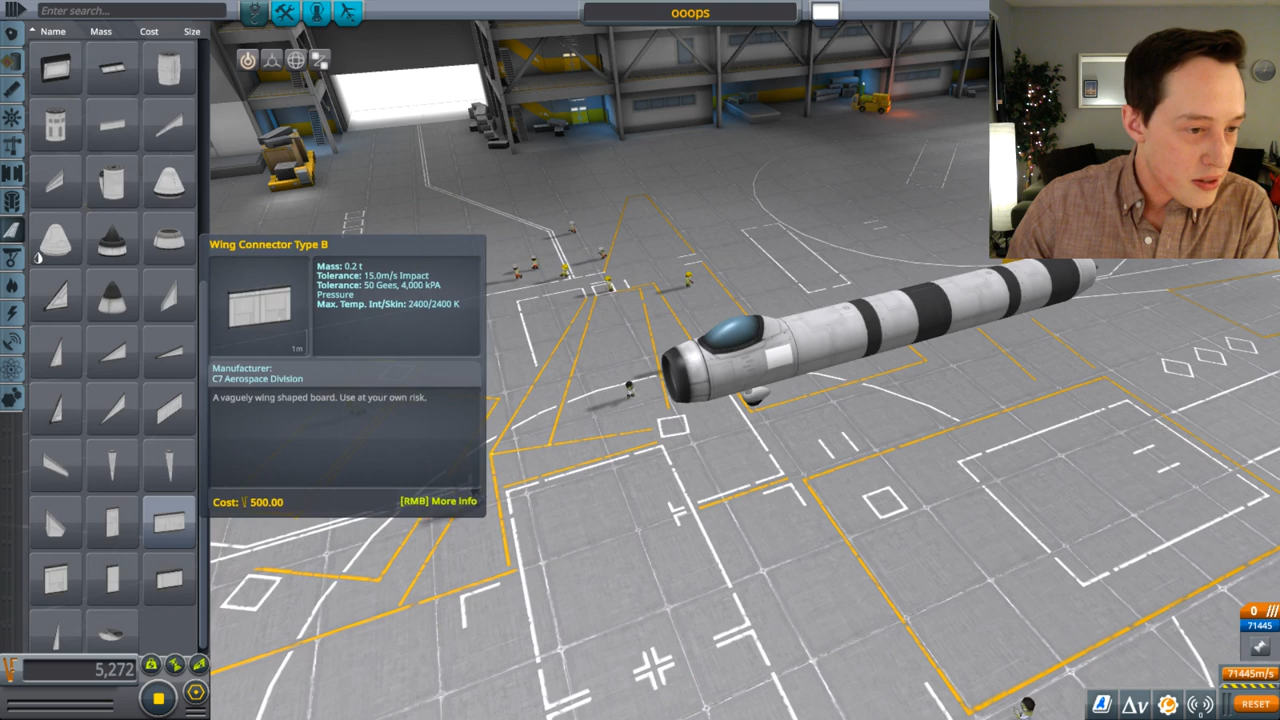 Enter search...
ooops
Name Mass Cost Size
Wing Connector Type B
Mass: 0.2 t
Tolerance: 15.0m/s Impact
Tolerance: 50 Gees, 4,000 kPa
Pressure
Max. Temp. Int/Skin: 2400/2400 K
1m
Manufacturer:
C7 Aerospace Division
A vaguely wing shaped board. Use at your own risk.
Cost: 500.00
[RMB] More Info
0
71445
5,272
71445m/s
Δv
0
RESET